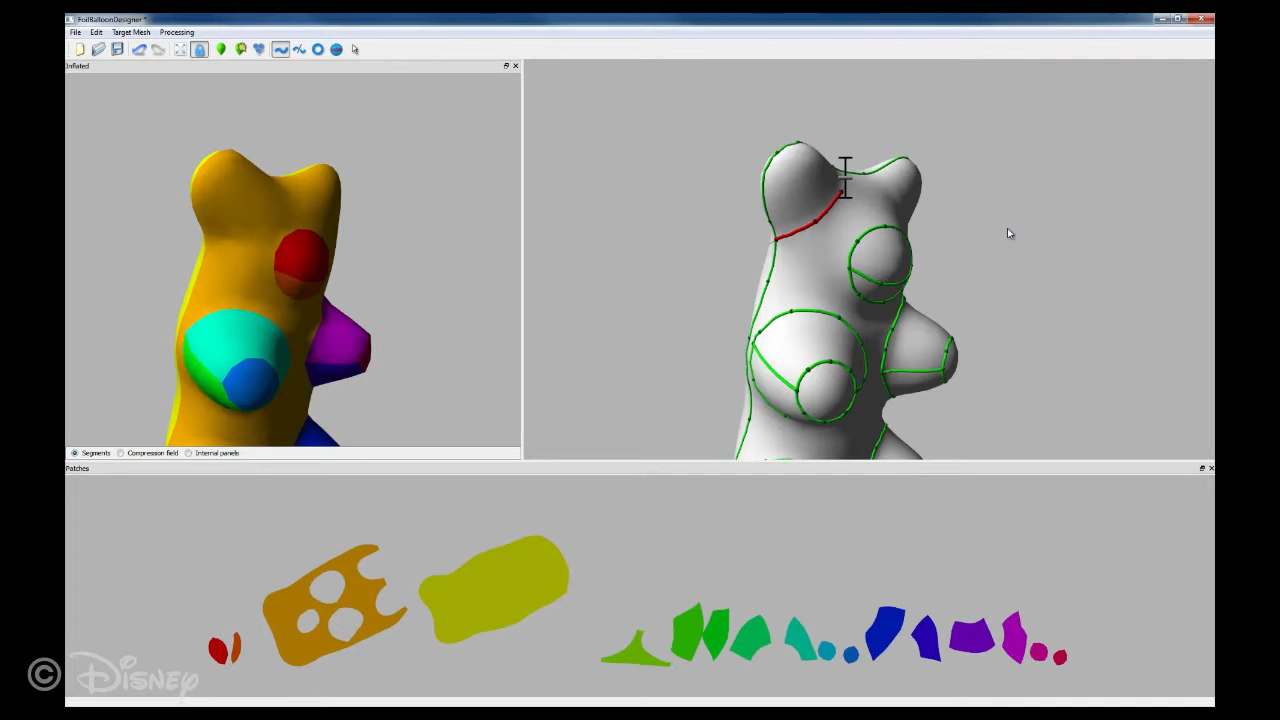 FoilBalloonDesigner *
File Edit Target Mesh Processing
Inflated
Segments Compression field Internal panels
Patches
© Disney